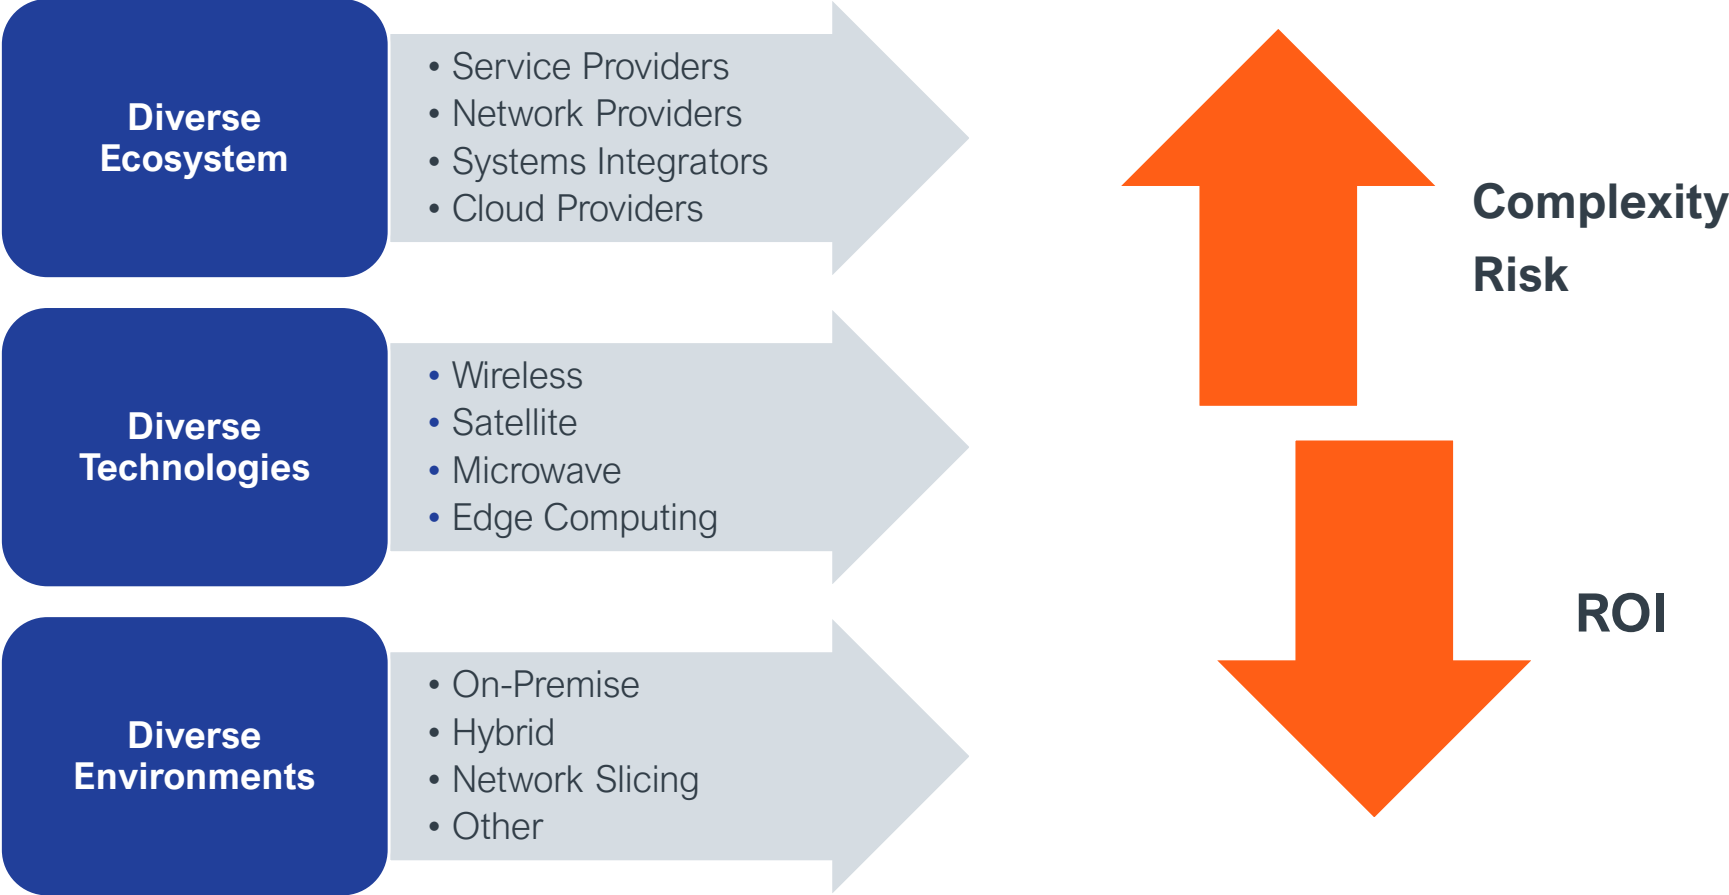 Diverse
Ecosystem
• Service Providers
• Network Providers
• Systems Integrators
• Cloud Providers
Diverse
Technologies
• Wireless
• Satellite
• Microwave
• Edge Computing
Diverse
Environments
• On-Premise
• Hybrid
• Network Slicing
• Other
Complexity
Risk
ROI